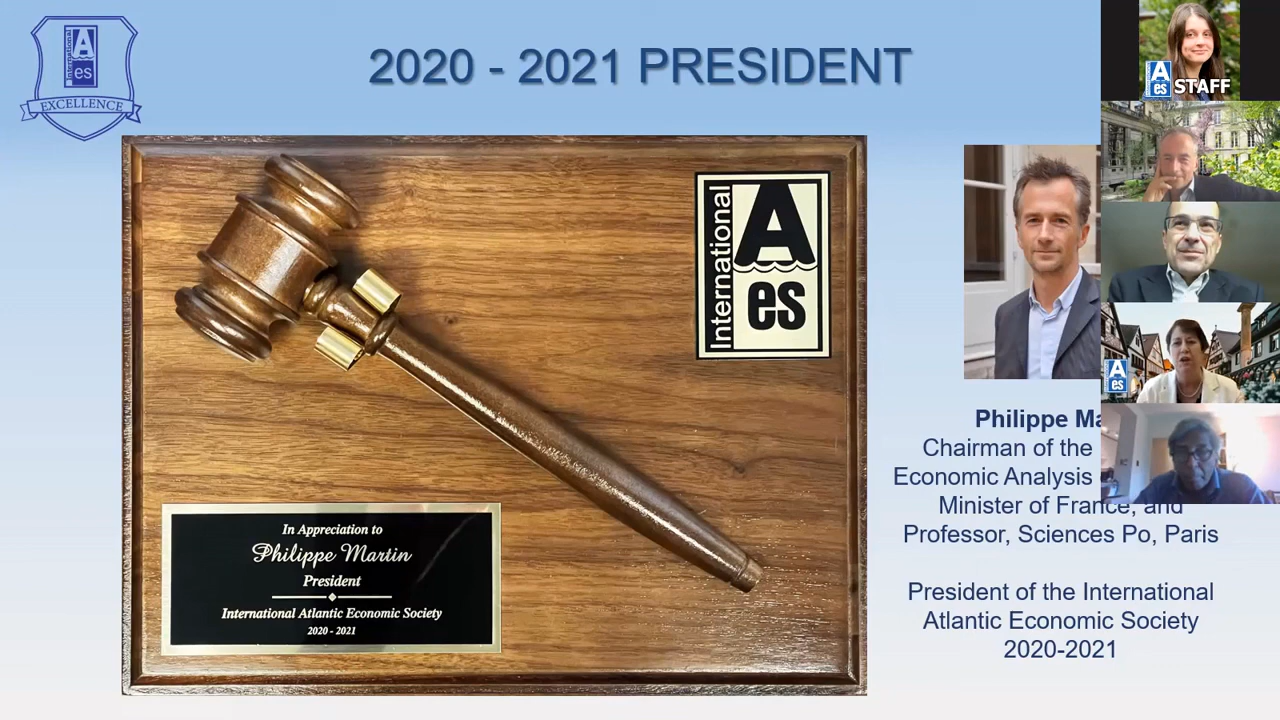 2020 - 2021 PRESIDENT
International
A
es
EXCELLENCE
International
A
es
In Appreciation to
Philippe Martin
President
International Atlantic Economic Society
2020 - 2021
Philippe
Chairman of the
Economic Analysis
Minister of France, and
Professor, Sciences Po, Paris
President of the International
Atlantic Economic Society
2020-2021
A
es
STAFF
A
es